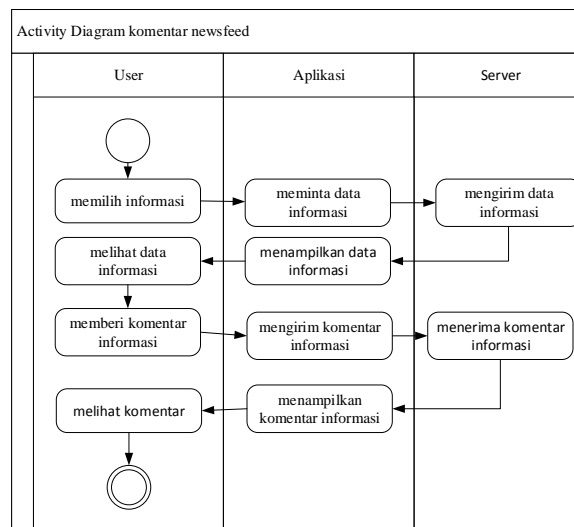 Activity Diagram komentar newsfeed
User
Aplikasi
Server
memilih informasi
meminta data
informasi
mengirim data
informasi
melihat data
informasi
menampilkan data
informasi
memberi komentar
informasi
mengirim komentar
informasi
menerima komentar
informasi
melihat komentar
menampilkan
komentar informasi